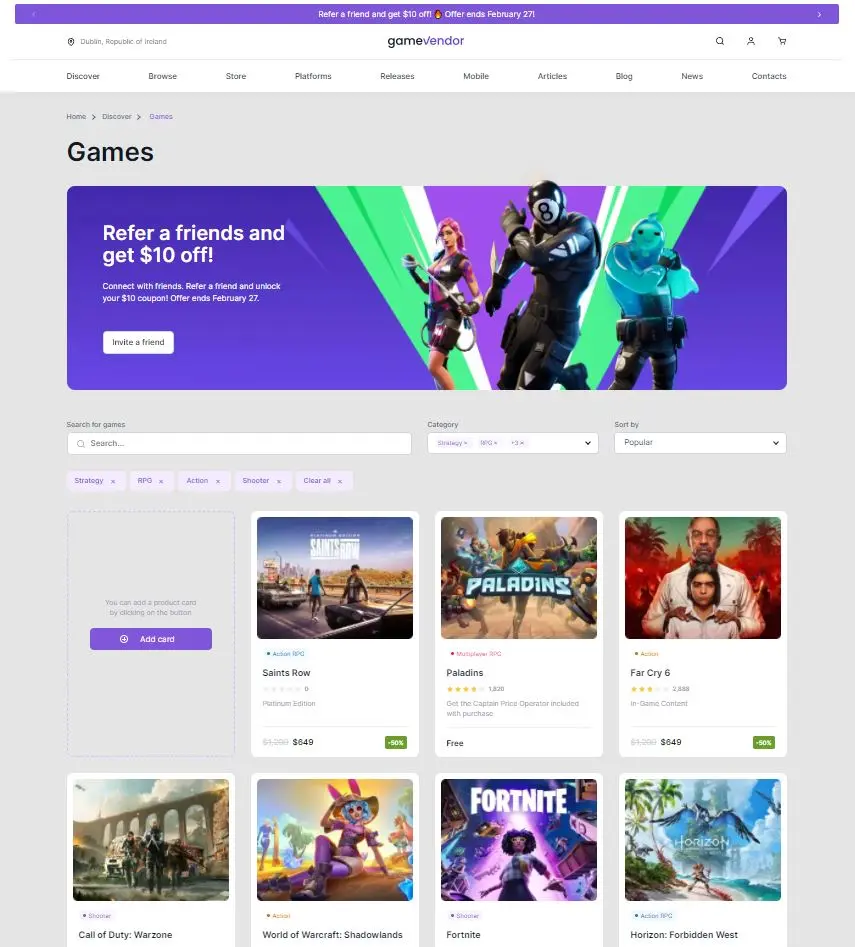 Refer a friend and get $10 off! 🔥 Offer ends February 27!
Dublin, Republic of Ireland
gameVendor
Discover Browse Store Platforms Releases Mobile Articles Blog News Contacts
Home > Discover > Games
Games
Refer a friends and
get $10 off!
Connect with friends. Refer a friend and unlock
your $10 coupon! Offer ends February 27.
Invite a friend
8
Search for games
Search...
Category
Strategy × RPG × +3 ×
Sort by
Popular
Strategy × RPG × Action × Shooter × Clear all ×
You can add a product card
by clicking on the button
Add card
PLATINUM EDITION
SAINTS ROW
Action RPG
Saints Row
0
Platinum Edition
$1,200 $649
-50%
PALADINS
Multiplayer RPG
Paladins
1,820
Get the Captain Price Operator included
with purchase
Free
Action
Far Cry 6
2,888
In-Game Content
$1,200 $649
-50%
Shooter
Call of Duty: Warzone
Action
World of Warcraft: Shadowlands
FORTNITE
Shooter
Fortnite
HORIZON
Action RPG
Horizon: Forbidden West